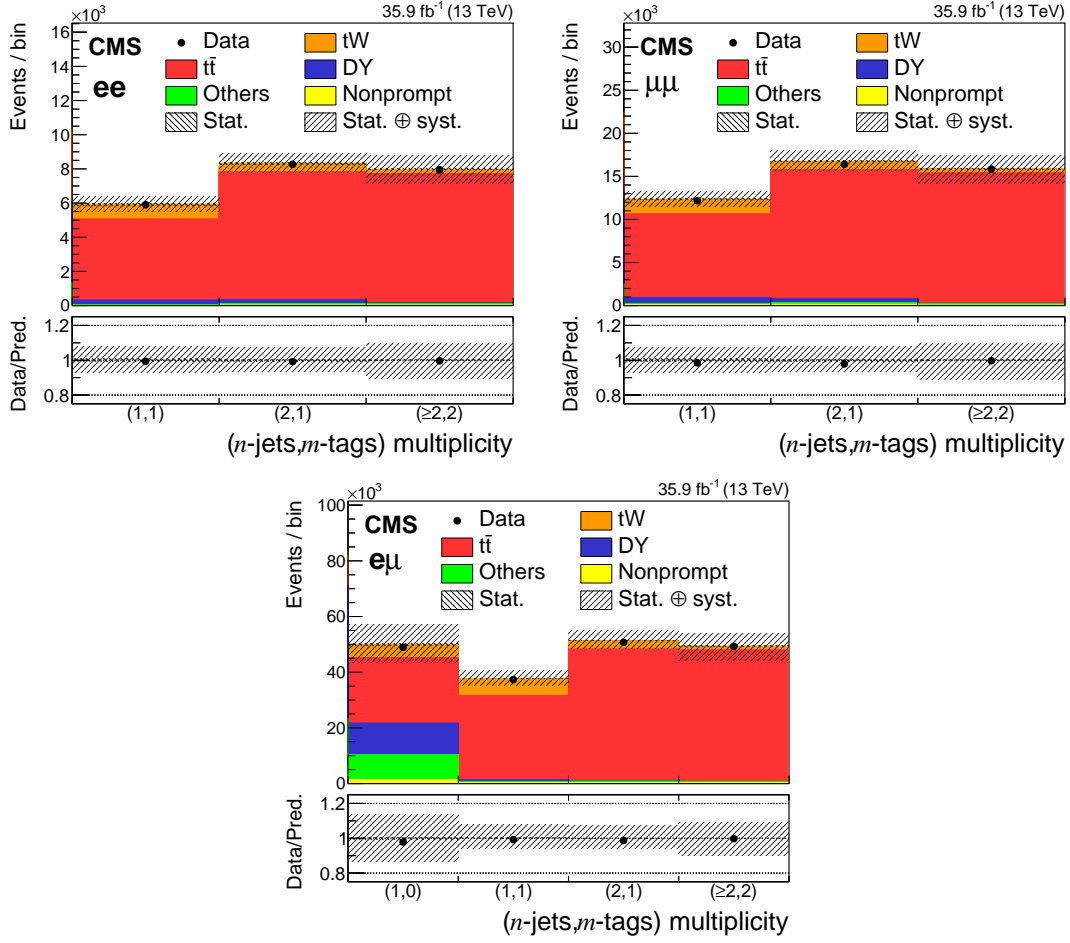 ×10³ 35.9 fb⁻¹ (13 TeV)
Events / bin
16
14
12
10
8
6
4
2
0
CMS
ee
Data tW
tt̄ DY
Others Nonprompt
Stat. Stat. ⊕ syst.
Data/Pred.
1.2
1
0.8
(1,1) (2,1) (≥2,2)
(n-jets,m-tags) multiplicity
×10³ 35.9 fb⁻¹ (13 TeV)
Events / bin
30
25
20
15
10
5
0
CMS
μμ
Data tW
tt̄ DY
Others Nonprompt
Stat. Stat. ⊕ syst.
Data/Pred.
1.2
1
0.8
(1,1) (2,1) (≥2,2)
(n-jets,m-tags) multiplicity
×10³ 35.9 fb⁻¹ (13 TeV)
Events / bin
100
80
60
40
20
0
CMS
eμ
Data tW
tt̄ DY
Others Nonprompt
Stat. Stat. ⊕ syst.
Data/Pred.
1.2
1
0.8
(1,0) (1,1) (2,1) (≥2,2)
(n-jets,m-tags) multiplicity